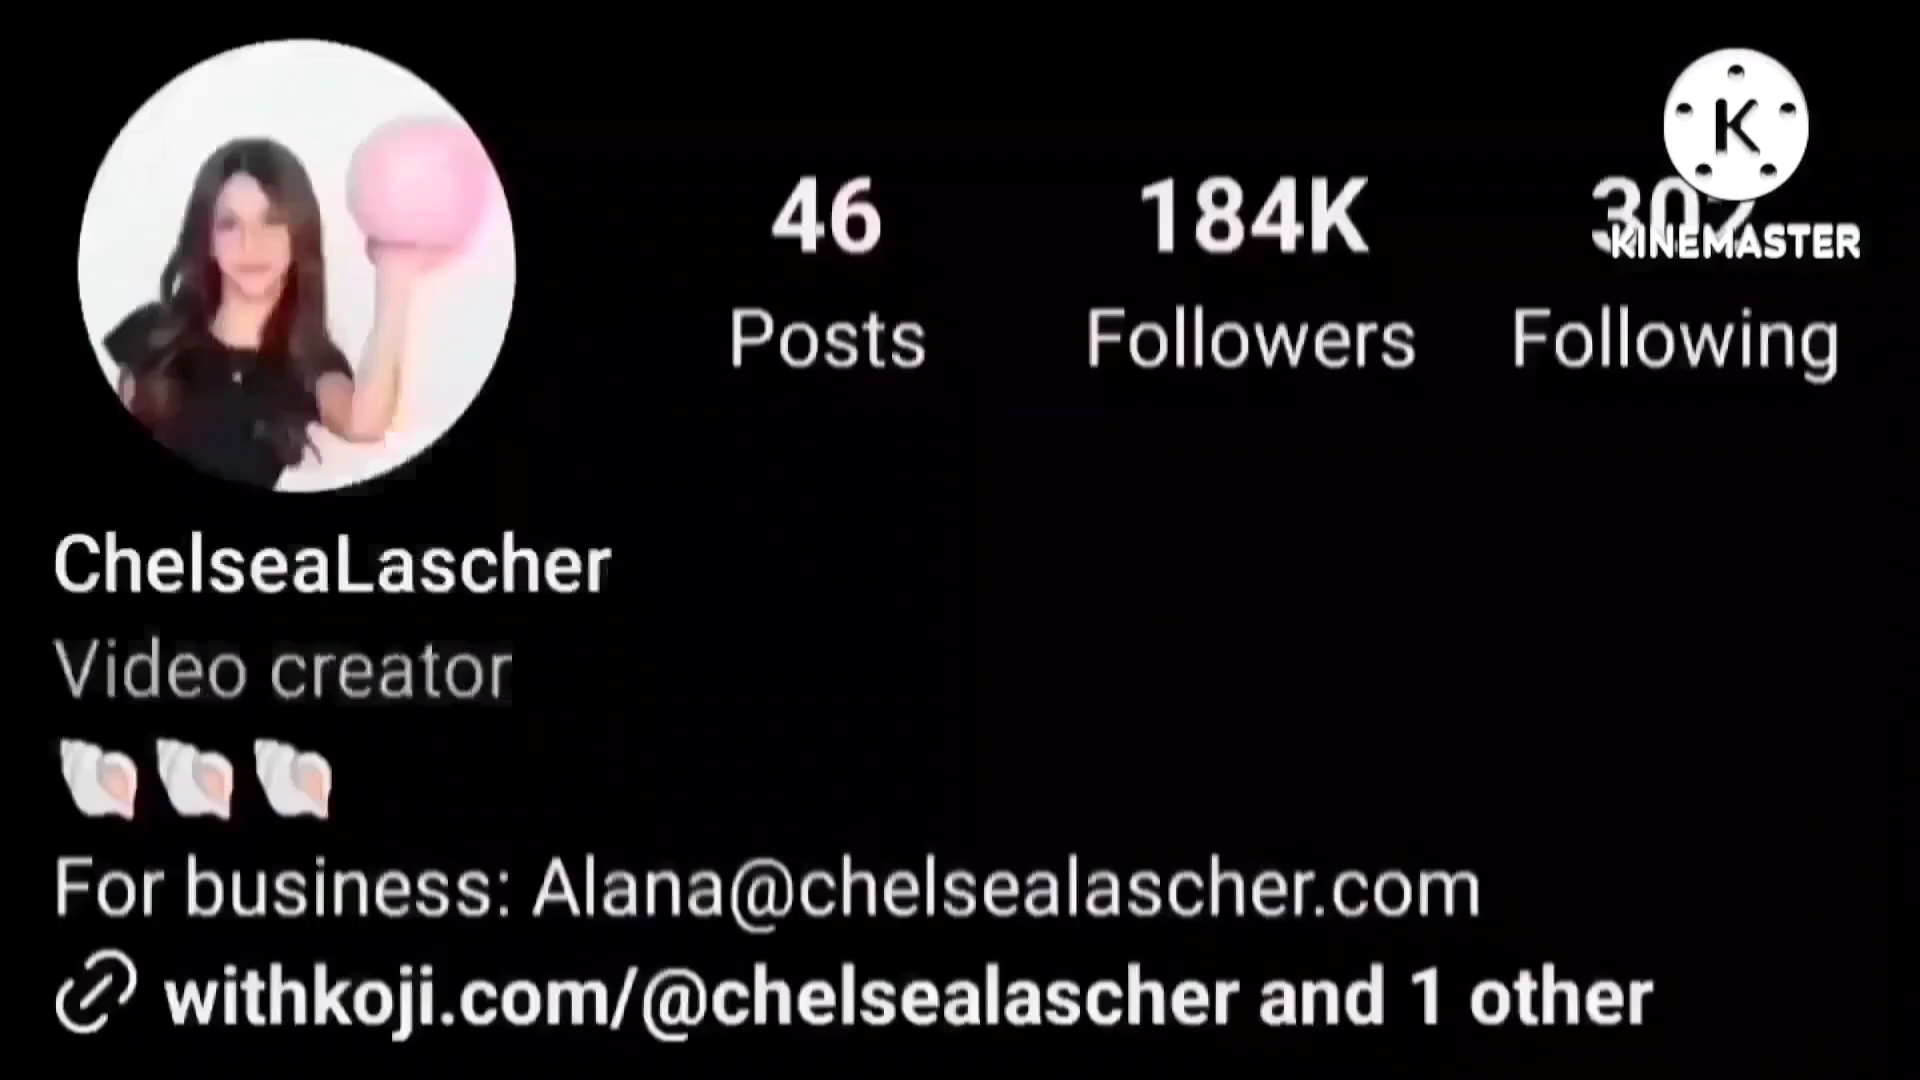 46 184K 302
Posts Followers Following
K
KINEMASTER
ChelseaLascher
Video creator
For business: Alana@chelsealascher.com
withkoji.com/@chelsealascher and 1 other